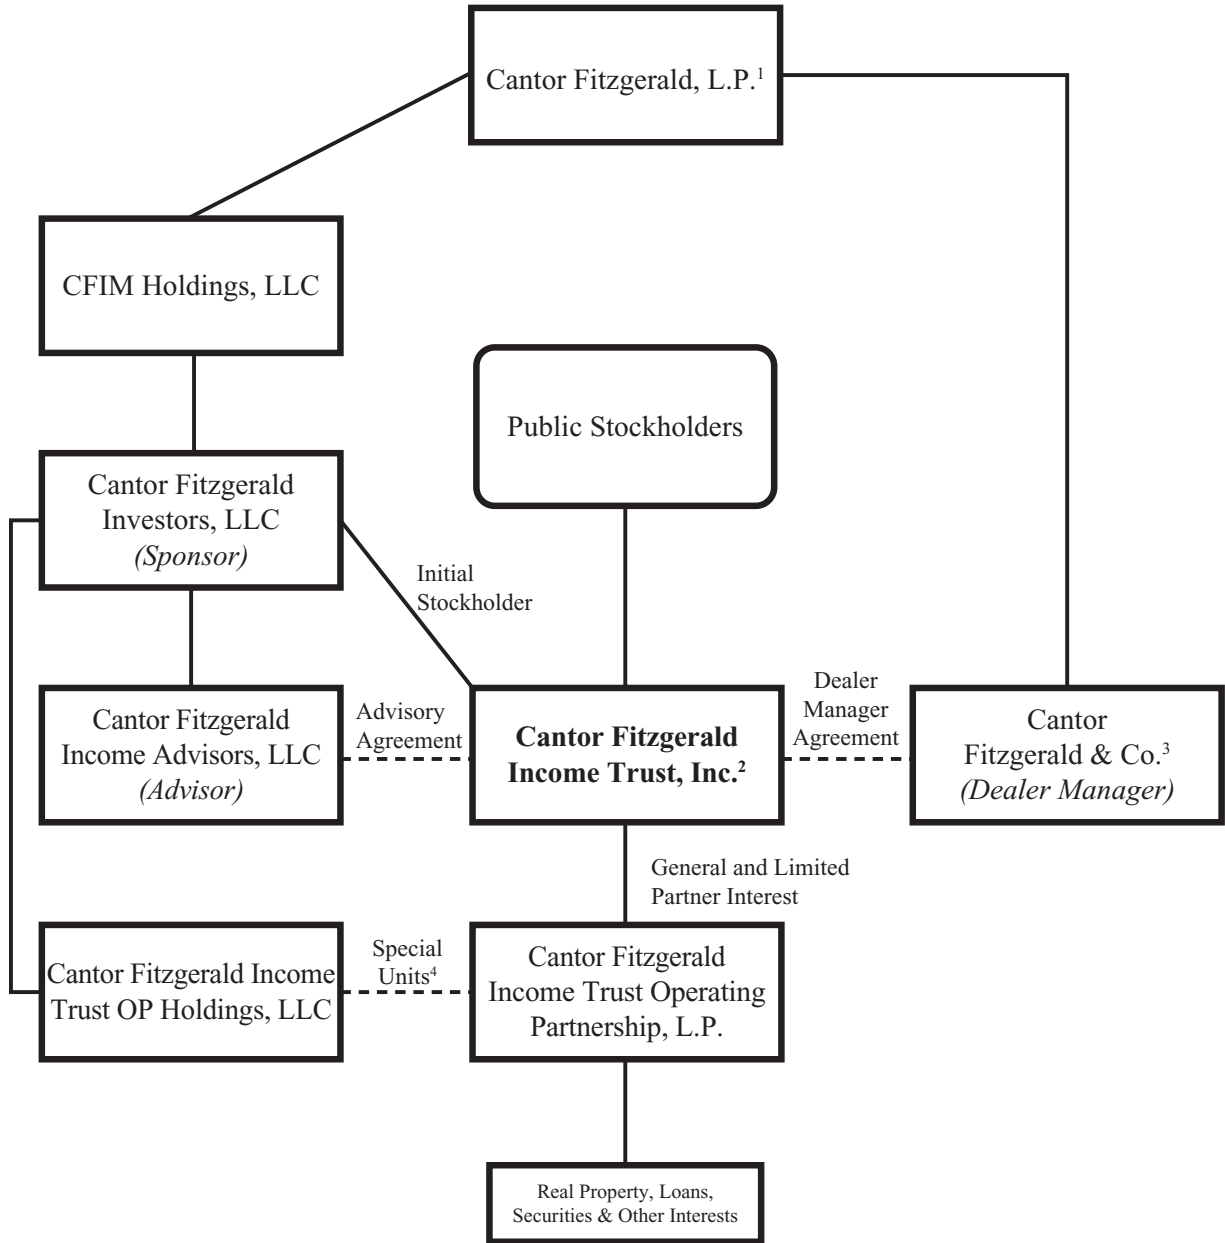 Cantor Fitzgerald, L.P.¹
CFIM Holdings, LLC
Public Stockholders
Cantor Fitzgerald
Investors, LLC
(Sponsor)
Initial
Stockholder
Cantor Fitzgerald
Income Advisors, LLC
(Advisor)
Advisory
Agreement
Cantor Fitzgerald
Income Trust, Inc.²
Dealer
Manager
Agreement
Cantor
Fitzgerald & Co.³
(Dealer Manager)
General and Limited
Partner Interest
Cantor Fitzgerald Income
Trust OP Holdings, LLC
Special
Units⁴
Cantor Fitzgerald
Income Trust Operating
Partnership, L.P.
Real Property, Loans,
Securities & Other Interests